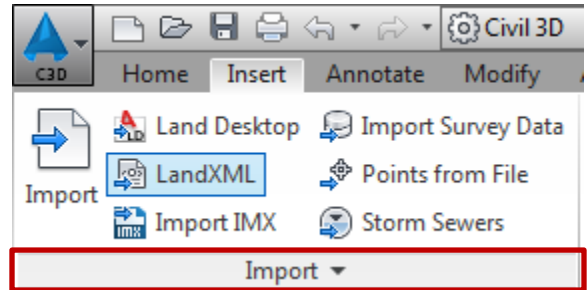 Civil 3D
C3D
Home Insert Annotate Modify
Import
Land Desktop
Import Survey Data
LandXML
Points from File
Import IMX
Storm Sewers
Import